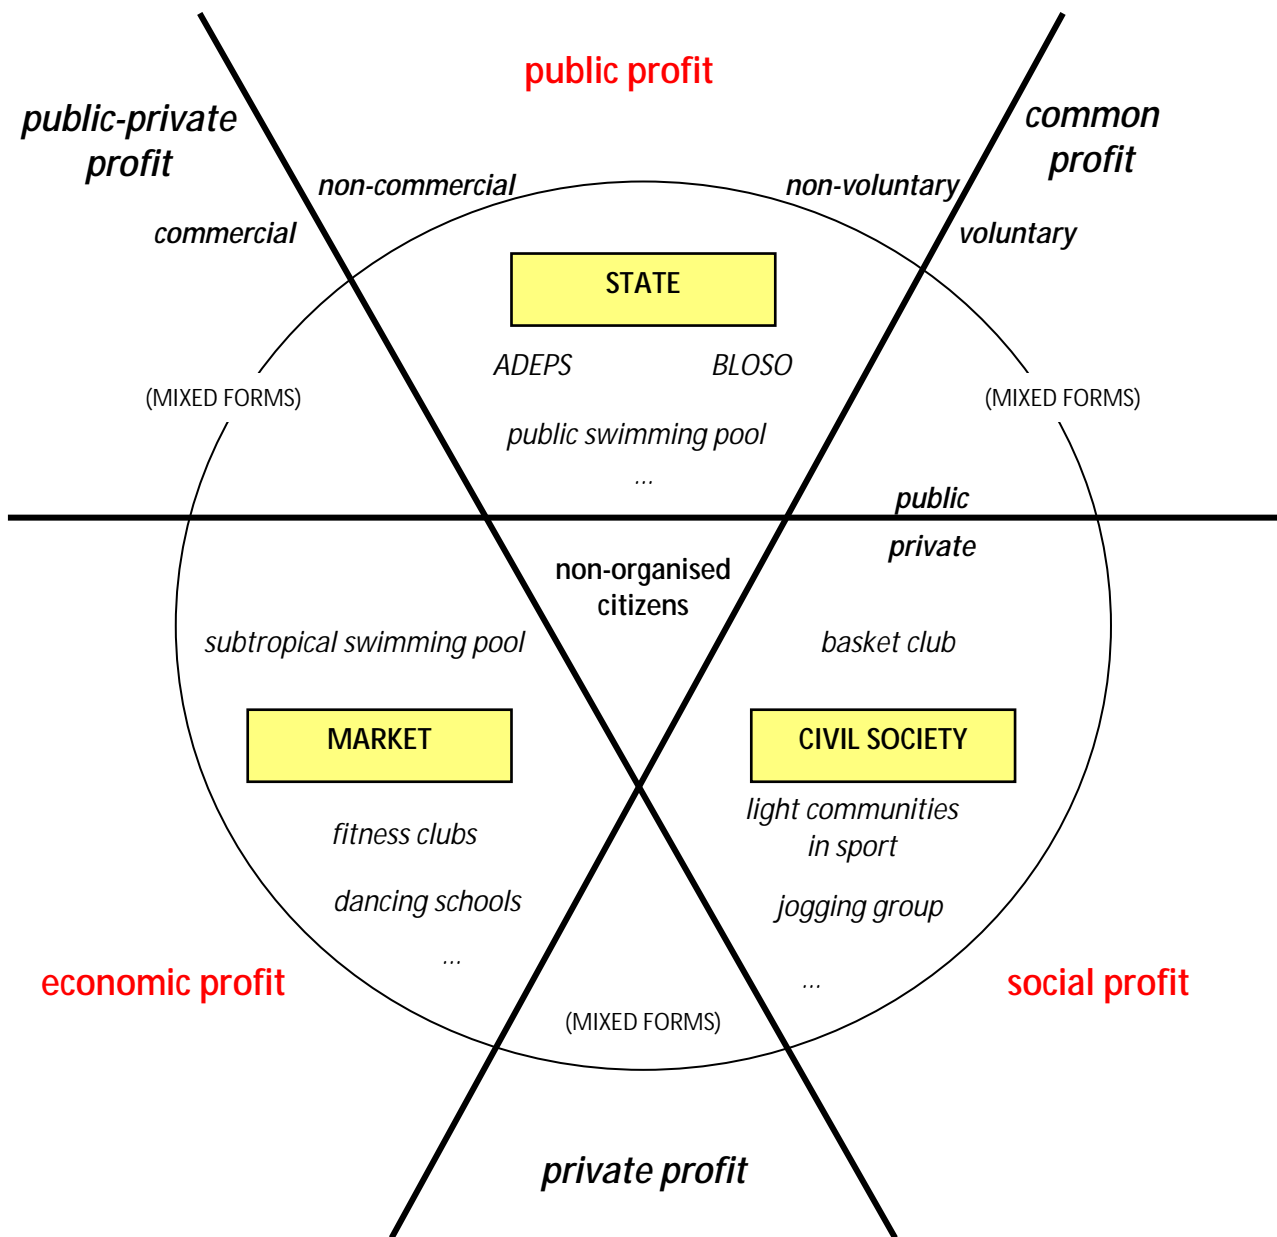 public profit
public-private
profit
common
profit
non-commercial
non-voluntary
commercial
voluntary
STATE
ADEPS
BLOSO
(MIXED FORMS)
(MIXED FORMS)
public swimming pool
...
public
private
non-organised
citizens
subtropical swimming pool
basket club
MARKET
CIVIL SOCIETY
light communities
in sport
fitness clubs
dancing schools
jogging group
...
...
economic profit
social profit
(MIXED FORMS)
private profit